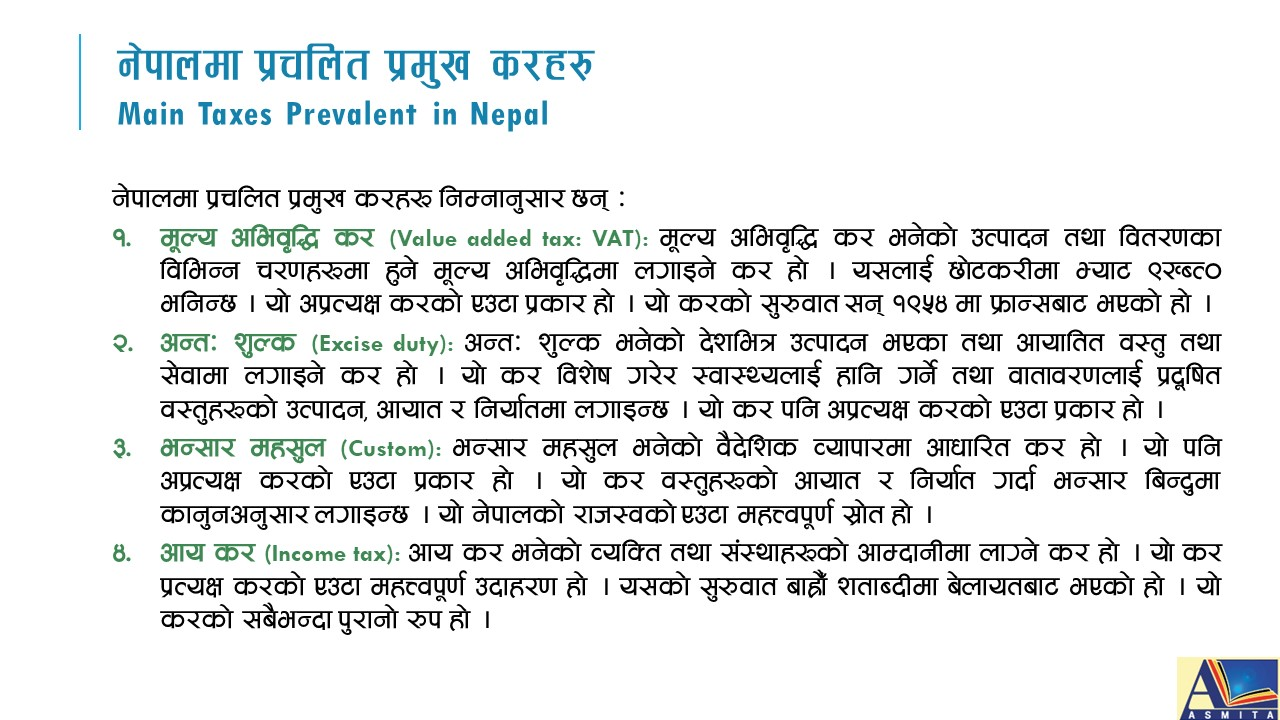 नेपालमा प्रचलित प्रमुख करहरु
Main Taxes Prevalent in Nepal
नेपालमा प्रचलित प्रमुख करहरु निम्नानुसार छन् :
१. मूल्य अभिवृद्धि कर (Value added tax: VAT): मूल्य अभिवृद्धि कर भनेको उत्पादन तथा वितरणका
विभिन्न चरणहरुमा हुने मूल्य अभिवृद्धिमा लगाइने कर हो । यसलाई छोटकरीमा भ्याट ९ख्ब्त०
भनिन्छ । यो अप्रत्यक्ष करको एउटा प्रकार हो । यो करको सुरुवात सन् १९५४ मा फ्रान्सबाट भएको हो ।
२. अन्तः शुल्क (Excise duty): अन्तः शुल्क भनेको देशभित्र उत्पादन भएका तथा आयातित वस्तु तथा
सेवामा लगाइने कर हो । यो कर विशेष गरेर स्वास्थ्यलाई हानि गर्ने तथा वातावरणलाई प्रदूषित
वस्तुहरुको उत्पादन, आयात र निर्यातमा लगाइन्छ । यो कर पनि अप्रत्यक्ष करको एउटा प्रकार हो ।
३. भन्सार महसुल (Custom): भन्सार महसुल भनेको वैदेशिक व्यापारमा आधारित कर हो । यो पनि
अप्रत्यक्ष करको एउटा प्रकार हो । यो कर वस्तुहरुको आयात र निर्यात गर्दा भन्सार बिन्दुमा
कानुनअनुसार लगाइन्छ । यो नेपालको राजस्वको एउटा महत्त्वपूर्ण स्रोत हो ।
४. आय कर (Income tax): आय कर भनेको व्यक्ति तथा संस्थाहरुको आम्दानीमा लाग्ने कर हो । यो कर
प्रत्यक्ष करको एउटा महत्त्वपूर्ण उदाहरण हो । यसको सुरुवात बाह्रौँ शताब्दीमा बेलायतबाट भएको हो । यो
करको सबैभन्दा पुरानो रुप हो ।
ASMITA